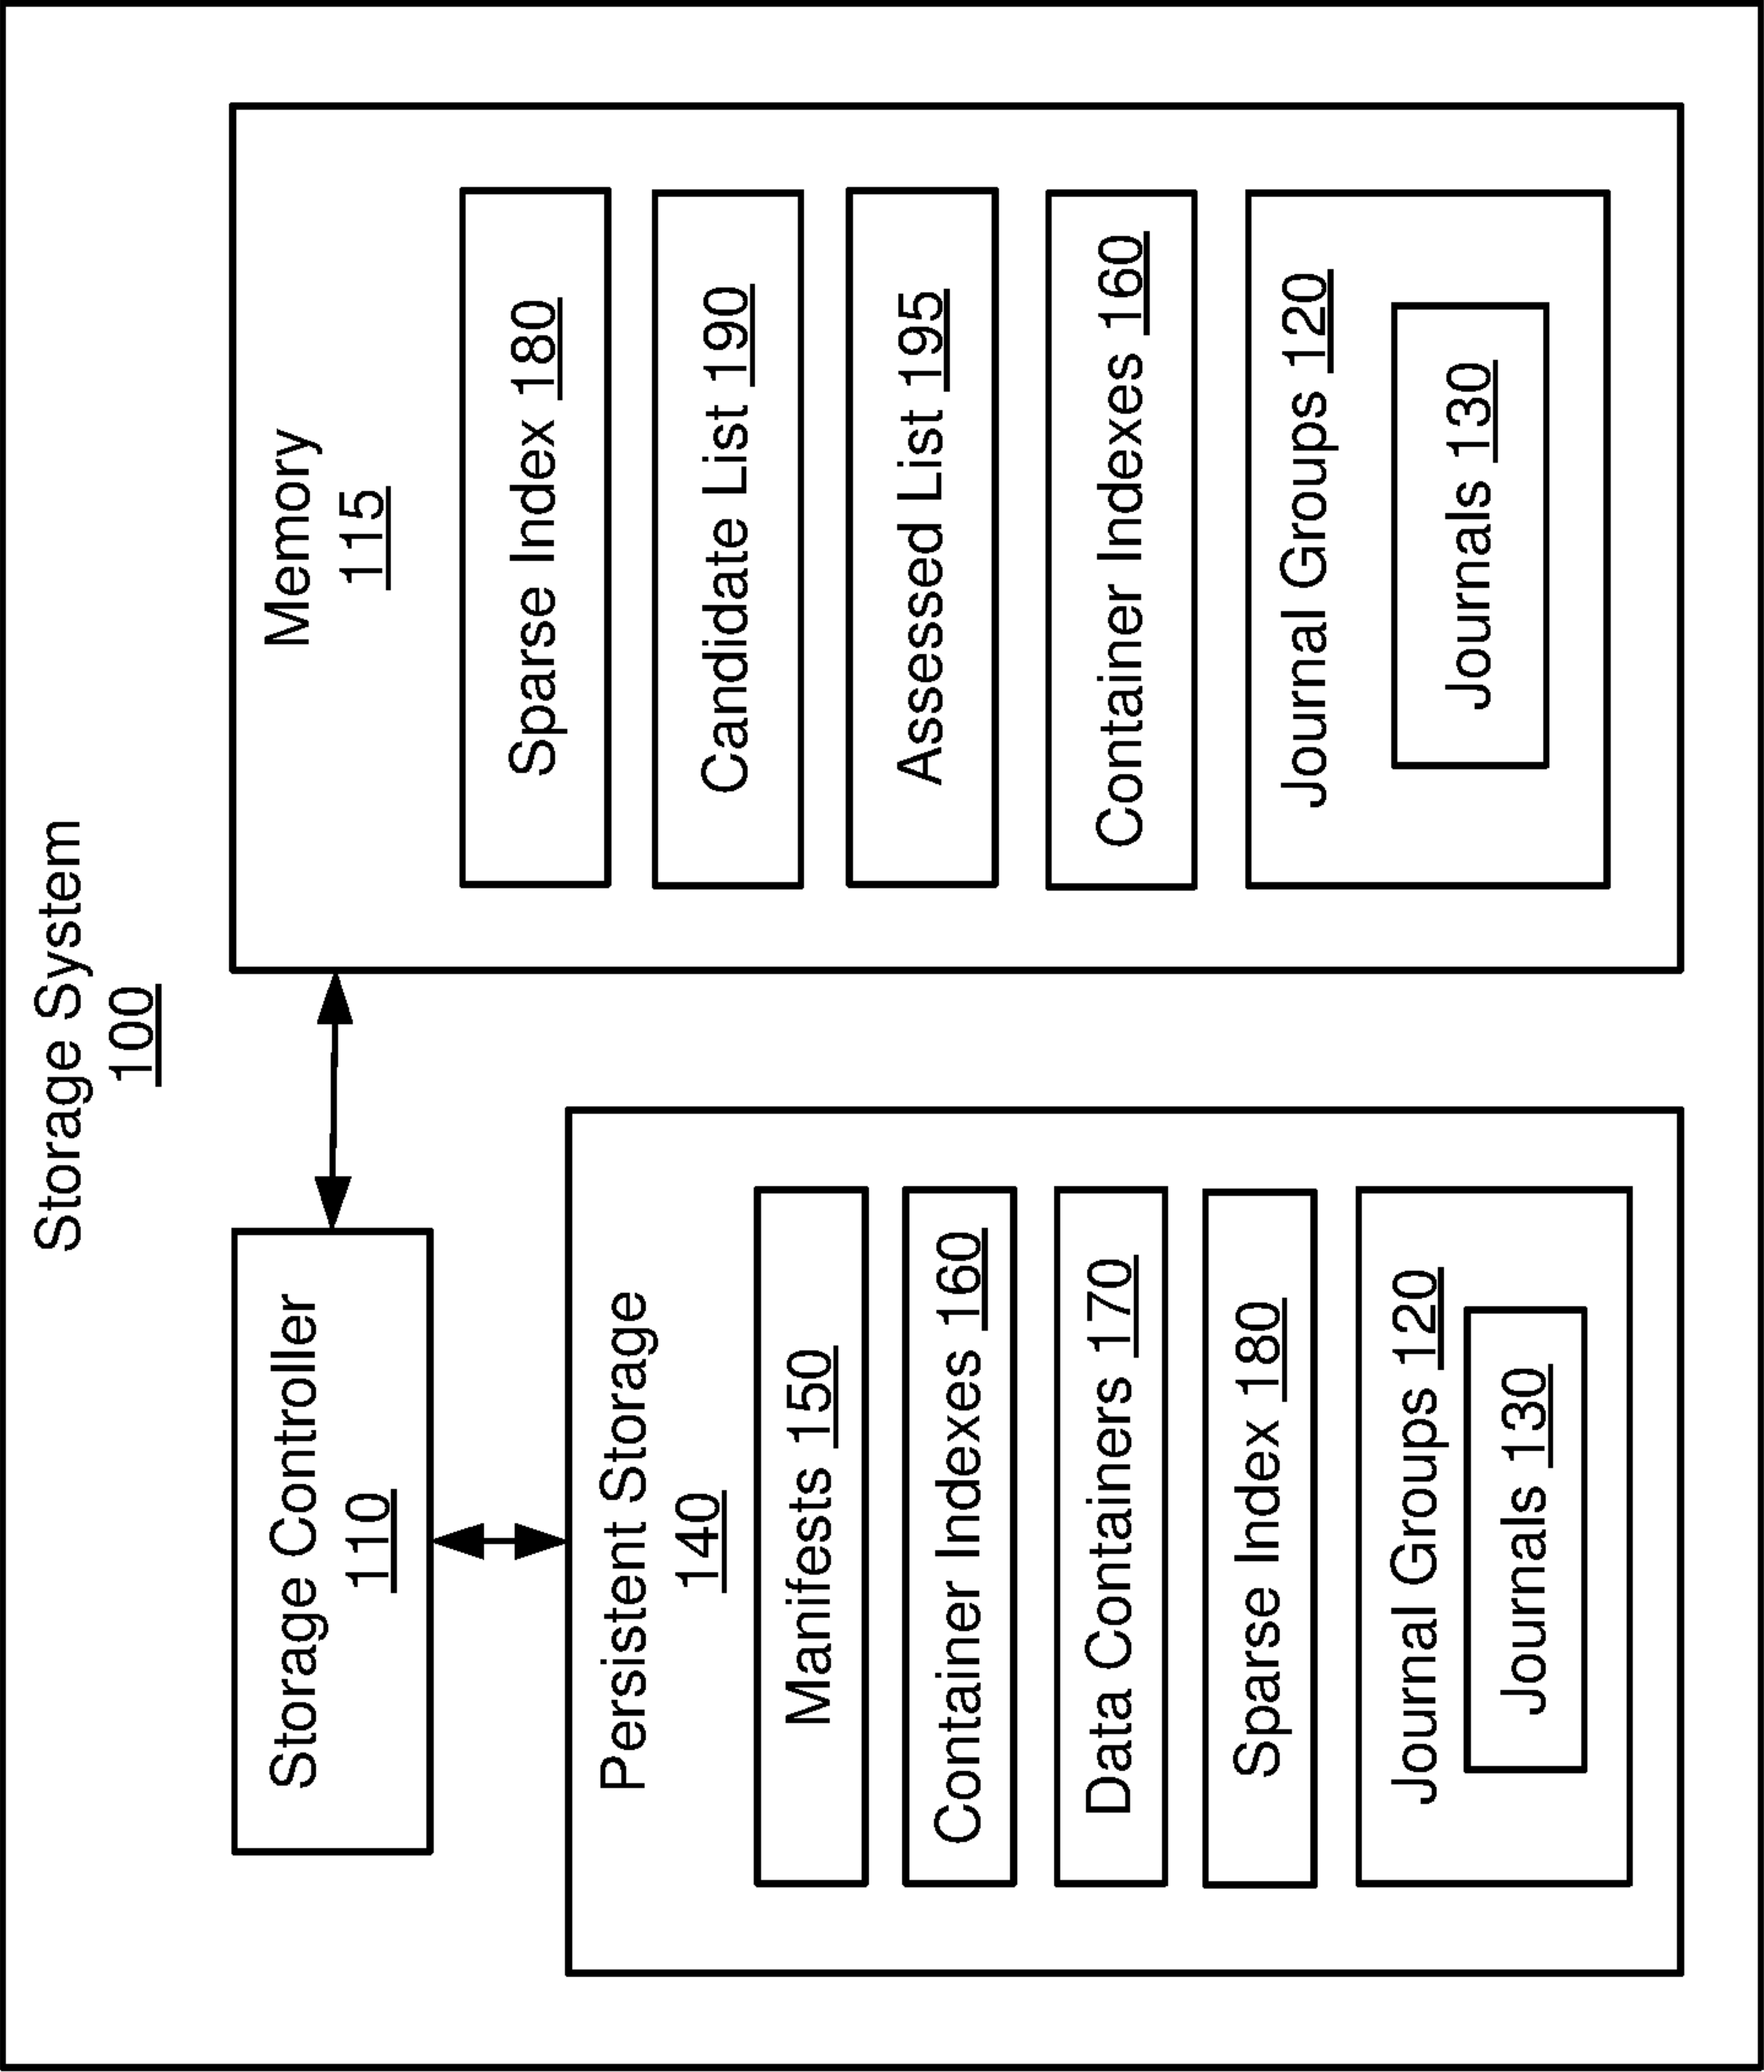 Storage System
100
Storage Controller
110
Persistent Storage
140
Manifests 150
Container Indexes 160
Data Containers 170
Sparse Index 180
Journal Groups 120
Journals 130
Memory
115
Sparse Index 180
Candidate List 190
Assessed List 195
Container Indexes 160
Journal Groups 120
Journals 130